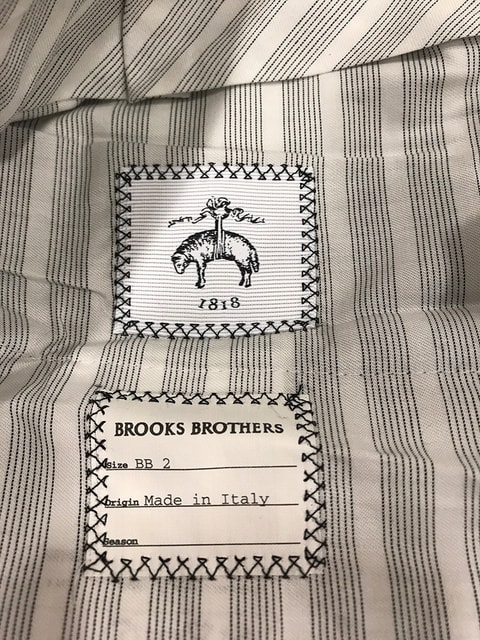 1818
BROOKS BROTHERS
Size BB 2
Origin Made in Italy
Season